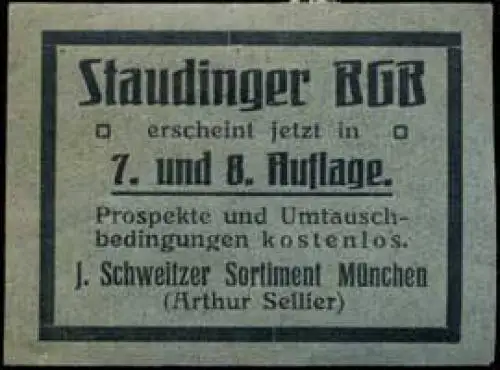 Staudinger BGB
erscheint jetzt in
7. und 8. Auflage.
Prospekte und Umtausch-
bedingungen kostenlos.
J. Schweitzer Sortiment München
(Arthur Sellier)